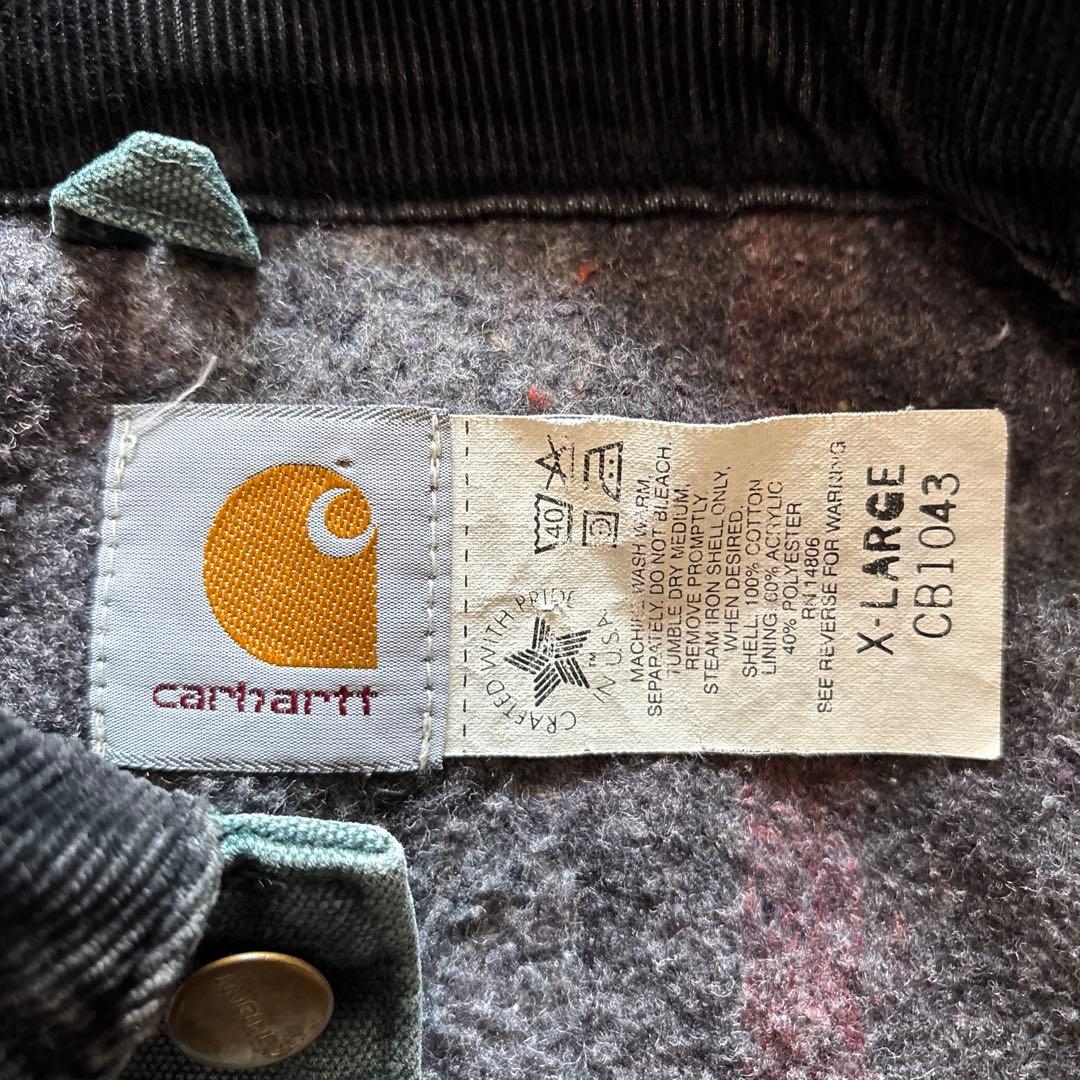 carhartt
40
CRAFTED WITH PRIDE
IN U.S.A.
™
MACHINE WASH WARM
SEPARATELY DO NOT BLEACH,
TUMBLE DRY MEDIUM,
REMOVE PROMPTLY
STEAM IRON SHELL ONLY,
WHEN DESIRED.
SHELL: 100% COTTON
LINING 60% ACRYLIC
40% POLYESTER
RN 14806
SEE REVERSE FOR WARNING
X-LARGE
CB1043